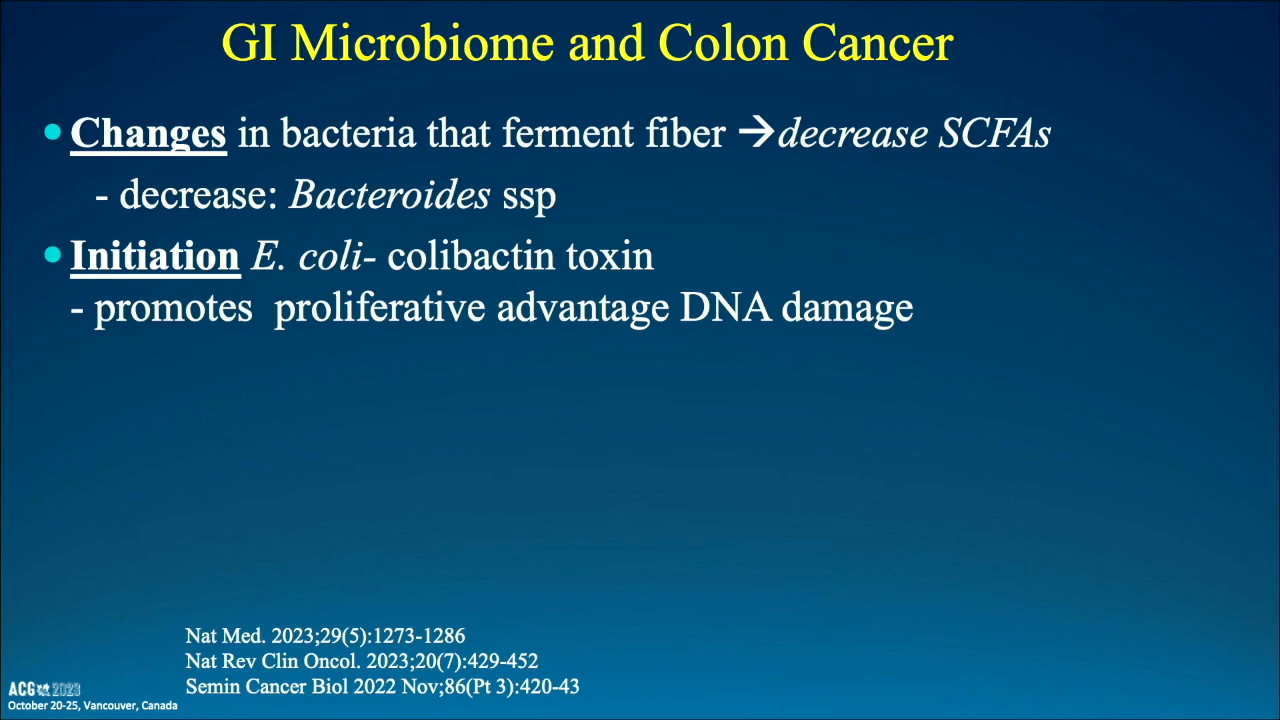 GI Microbiome and Colon Cancer
• Changes in bacteria that ferment fiber →decrease SCFAs
- decrease: Bacteroides ssp
• Initiation E. coli- colibactin toxin
- promotes  proliferative advantage DNA damage
Nat Med. 2023;29(5):1273-1286
Nat Rev Clin Oncol. 2023;20(7):429-452
Semin Cancer Biol 2022 Nov;86(Pt 3):420-43
ACG 2023
October 20-25, Vancouver, Canada